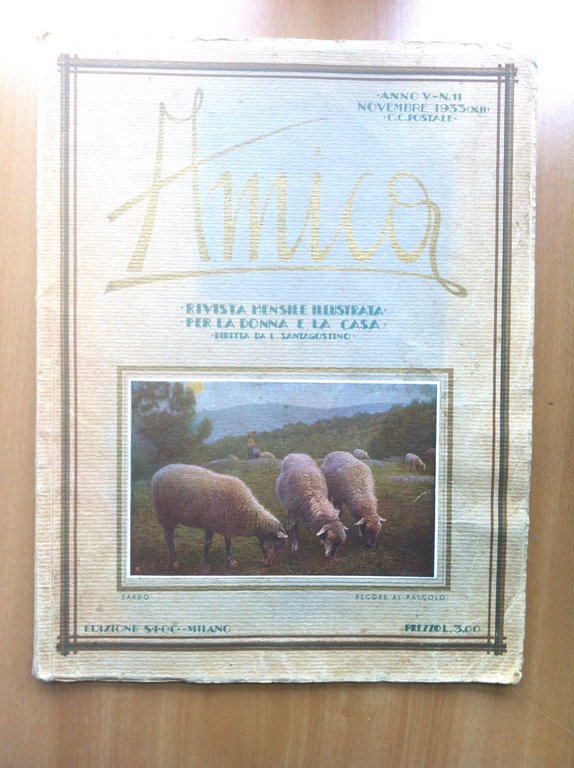 ·ANNO V-N. 11
NOVEMBRE 1933 (XII)
·C.C. POSTALE·
Amica
·RIVISTA MENSILE ILLUSTRATA·
PER LA DONNA E LA CASA·
·DIRETTA DA L. SANTAGOSTINO·
ZARDO
PECORE AL PASCOLO
EDIZIONE S·T·O·C·-MILANO
PREZZO L. 3,00